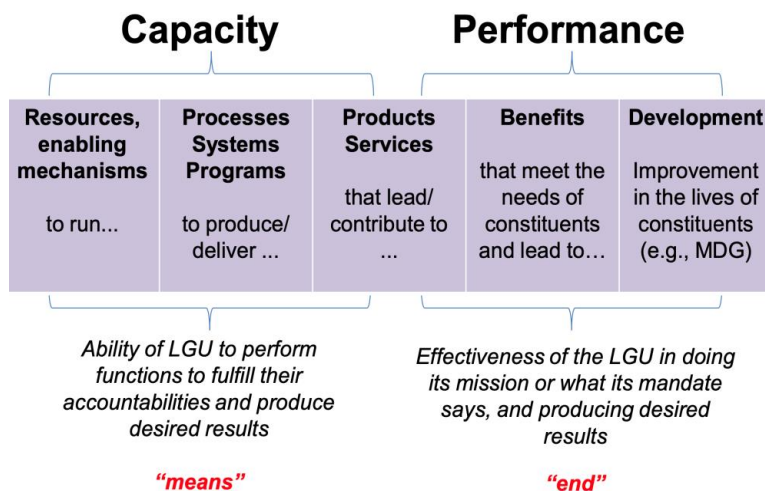 Capacity
Performance
Resources,
enabling
mechanisms
to run...
Processes
Systems
Programs
to produce/
deliver ...
Products
Services
that lead/
contribute to
...
Benefits
that meet the
needs of
constituents
and lead to…
Development
Improvement
in the lives of
constituents
(e.g., MDG)
Ability of LGU to perform
functions to fulfill their
accountabilities and produce
desired results
“means”
Effectiveness of the LGU in doing
its mission or what its mandate
says, and producing desired
results
“end”